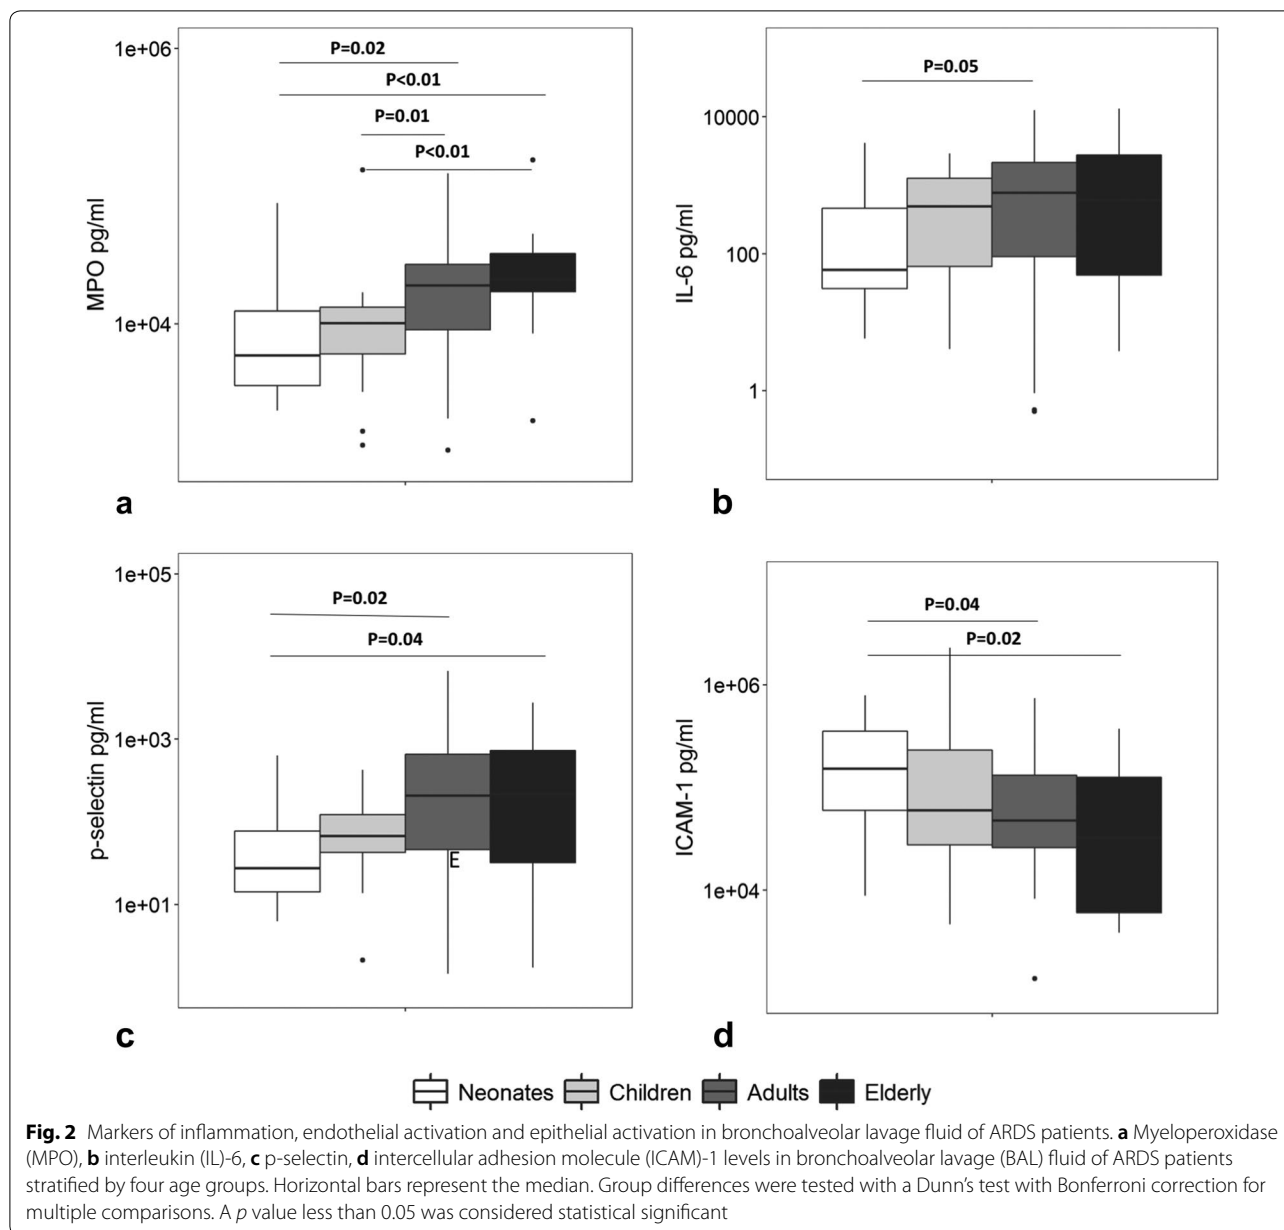 1e+06
P=0.02
P<0.01
P=0.01
P<0.01
MPO pg/ml
1e+04
a
P=0.05
10000
IL-6 pg/ml
100
1
b
1e+05
P=0.02
P=0.04
p-selectin pg/ml
1e+03
E
1e+01
c
P=0.04
P=0.02
1e+06
ICAM-1 pg/ml
1e+04
d
Neonates Children Adults Elderly
Fig. 2 Markers of inflammation, endothelial activation and epithelial activation in bronchoalveolar lavage fluid of ARDS patients. a Myeloperoxidase
(MPO), b interleukin (IL)-6, c p-selectin, d intercellular adhesion molecule (ICAM)-1 levels in bronchoalveolar lavage (BAL) fluid of ARDS patients
stratified by four age groups. Horizontal bars represent the median. Group differences were tested with a Dunn's test with Bonferroni correction for
multiple comparisons. A p value less than 0.05 was considered statistical significant